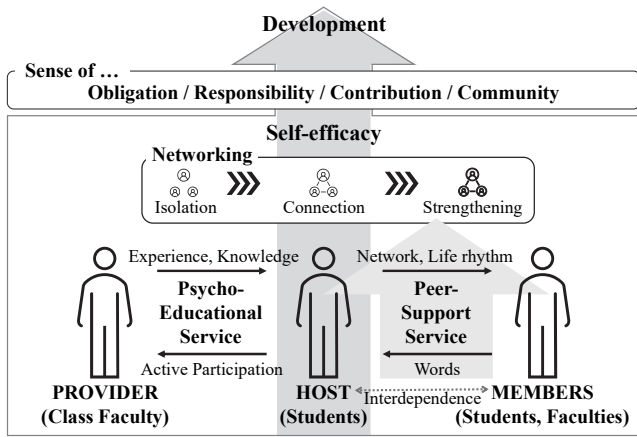 Development
Sense of …
Obligation / Responsibility / Contribution / Community
Self-efficacy
Networking
Isolation
Connection
Strengthening
Experience, Knowledge
Psycho-
Educational
Service
Active Participation
Network, Life rhythm
Peer-
Support
Service
Words
PROVIDER
(Class Faculty)
HOST
(Students)
Interdependence
MEMBERS
(Students, Faculties)